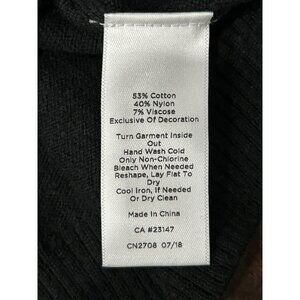 53% Cotton
40% Nylon
7% Viscose
Exclusive Of Decoration
Turn Garment Inside
Out
Hand Wash Cold
Only Non-Chlorine
Bleach When Needed
Reshape, Lay Flat To
Dry
Cool Iron, If Needed
Or Dry Clean
Made In China
CA #23147
CN2708 07/18